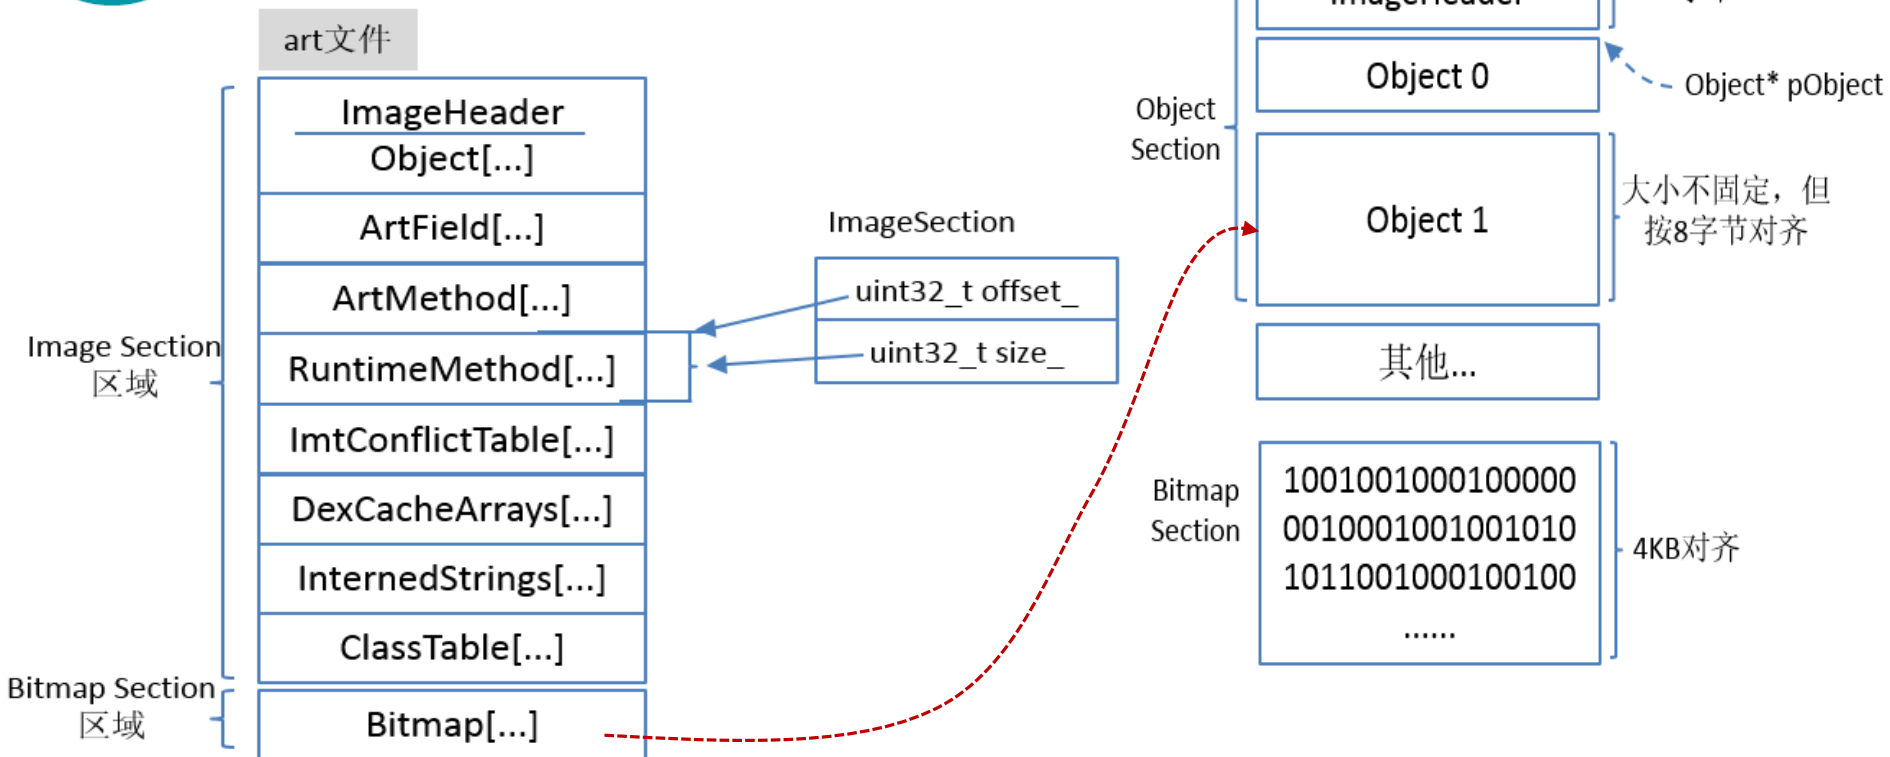 art文件
ImageHeader
Object[...]
ArtField[...]
ArtMethod[...]
RuntimeMethod[...]
ImtConflictTable[...]
DexCacheArrays[...]
InternedStrings[...]
ClassTable[...]
Bitmap[...]
Image Section
区域
Bitmap Section
区域
ImageSection
uint32_t offset_
uint32_t size_
ImageHeader
Object 0
Object* pObject
Object
Section
Object 1
大小不固定，但
按8字节对齐
其他...
Bitmap
Section
1001001000100000
0010001001001010
1011001000100100
......
4KB对齐